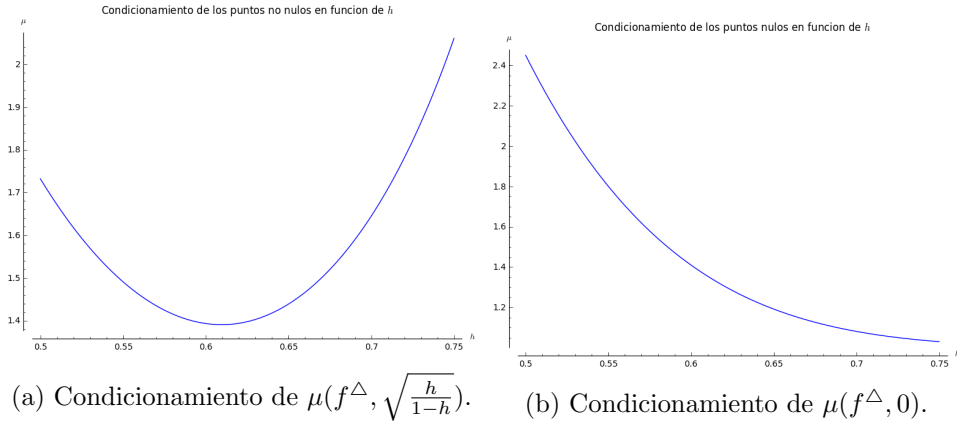 Condicionamiento de los puntos no nulos en funcion de h
μ
2
1.9
1.8
1.7
1.6
1.5
1.4
0.5 0.55 0.6 0.65 0.7 0.75 h
(a) Condicionamiento de μ(f^△, √(h/(1−h))).
Condicionamiento de los puntos nulos en funcion de h
μ
2.4
2.2
2
1.8
1.6
1.4
1.2
0.5 0.55 0.6 0.65 0.7 0.75 h
(b) Condicionamiento de μ(f^△, 0).